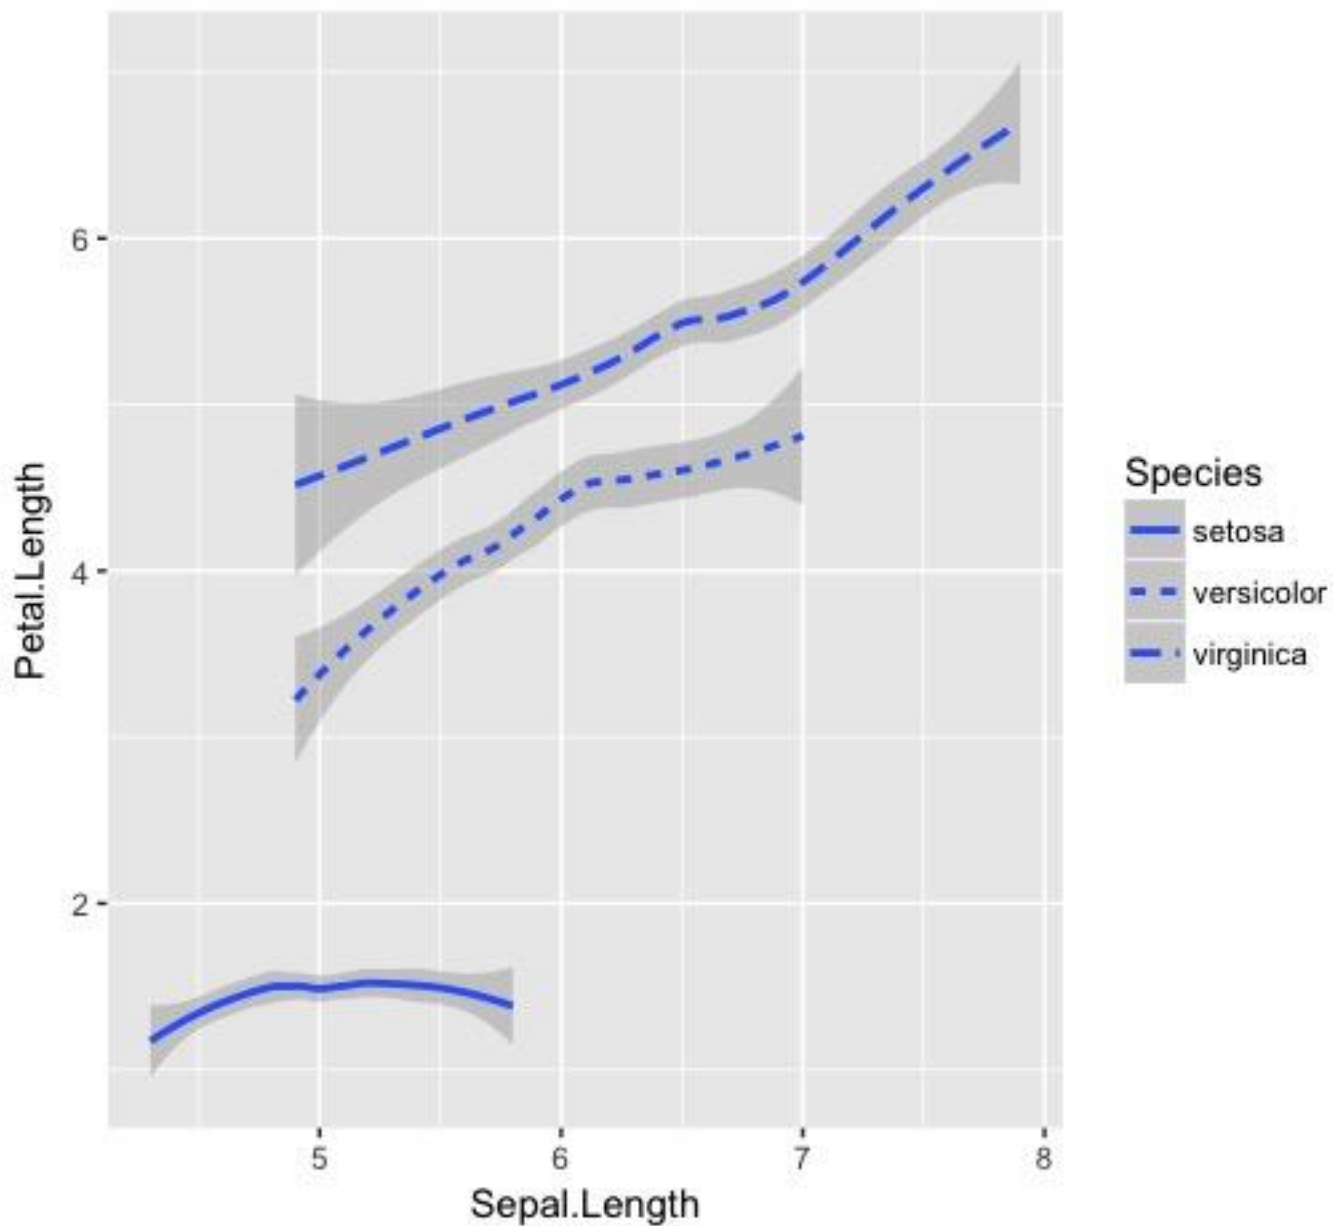 Petal.Length
6
4
2
5 6 7 8
Sepal.Length
Species
setosa
versicolor
virginica